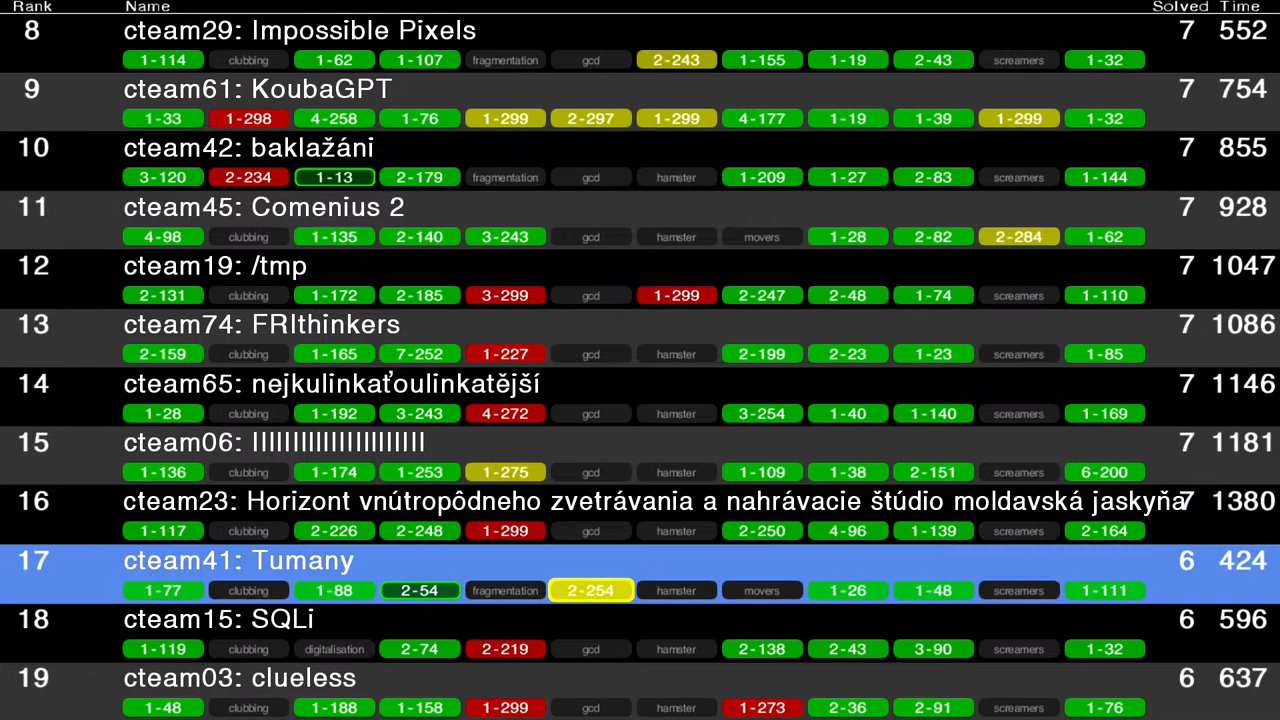 Rank Name Solved Time
8 cteam29: Impossible Pixels 7 552
1-114 clubbing 1-62 1-107 fragmentation gcd 2-243 1-155 1-19 2-43 screamers 1-32
9 cteam61: KoubaGPT 7 754
1-33 1-298 4-258 1-76 1-299 2-297 1-299 4-177 1-19 1-39 1-299 1-32
10 cteam42: baklažáni 7 855
3-120 2-234 1-13 2-179 fragmentation gcd hamster 1-209 1-27 2-83 screamers 1-144
11 cteam45: Comenius 2 7 928
4-98 clubbing 1-135 2-140 3-243 gcd hamster movers 1-28 2-82 2-284 1-62
12 cteam19: /tmp 7 1047
2-131 clubbing 1-172 2-185 3-299 gcd 1-299 2-247 2-48 1-74 screamers 1-110
13 cteam74: FRIthinkers 7 1086
2-159 clubbing 1-165 7-252 1-227 gcd hamster 2-199 2-23 1-23 screamers 1-85
14 cteam65: nejkulinkaťoulinkatější 7 1146
1-28 clubbing 1-192 3-243 4-272 gcd hamster 3-254 1-40 1-140 screamers 1-169
15 cteam06: IIIIIIIIIIIIIIIIIIIIII 7 1181
1-136 clubbing 1-174 1-253 1-275 gcd hamster 1-109 1-38 2-151 screamers 6-200
16 cteam23: Horizont vnútropôdneho zvetrávania a nahrávacie štúdio moldavská jaskyňa 7 1380
1-117 clubbing 2-226 2-248 1-299 gcd hamster 2-250 4-96 1-139 screamers 2-164
17 cteam41: Tumany 6 424
1-77 clubbing 1-88 2-54 fragmentation 2-254 hamster movers 1-26 1-48 screamers 1-111
18 cteam15: SQLi 6 596
1-119 clubbing digitalisation 2-74 2-219 gcd hamster 2-138 2-43 3-90 screamers 1-32
19 cteam03: clueless 6 637
1-48 clubbing 1-188 1-158 1-299 gcd hamster 1-273 2-36 2-91 screamers 1-76